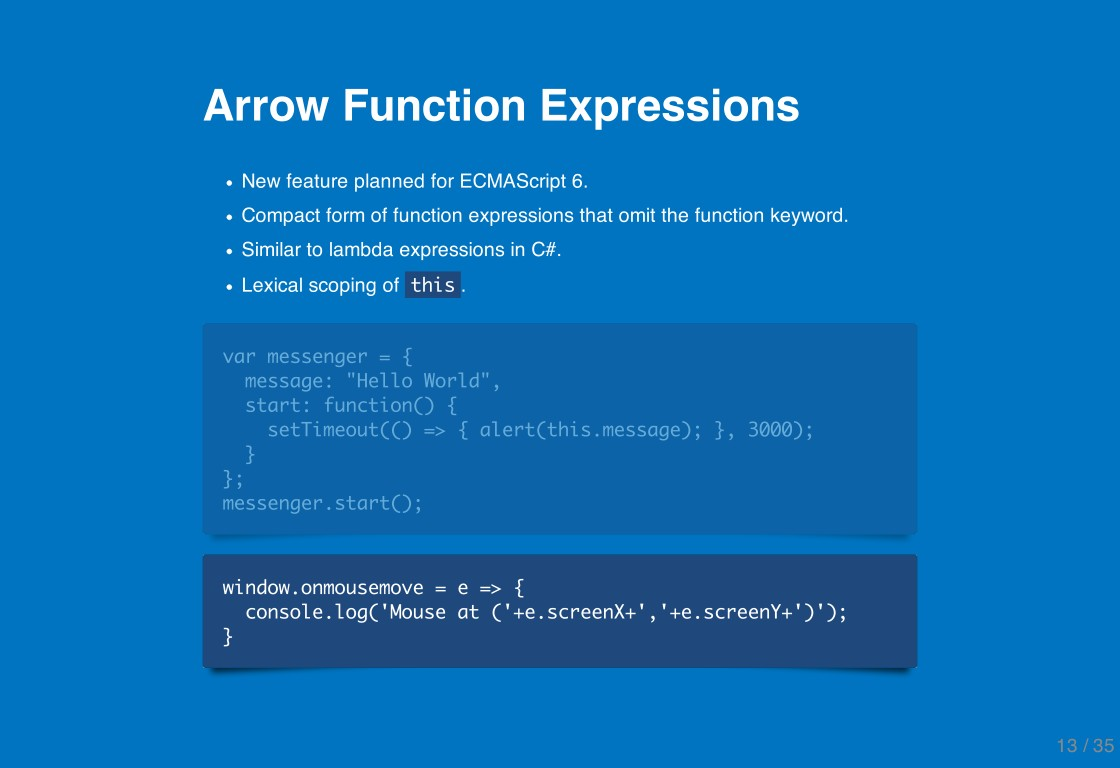 Arrow Function Expressions
• New feature planned for ECMAScript 6.
• Compact form of function expressions that omit the function keyword.
• Similar to lambda expressions in C#.
• Lexical scoping of this.
var messenger = {
  message: "Hello World",
  start: function() {
    setTimeout(() => { alert(this.message); }, 3000);
  }
};
messenger.start();
window.onmousemove = e => {
  console.log('Mouse at ('+e.screenX+','+e.screenY+')');
}
13 / 35